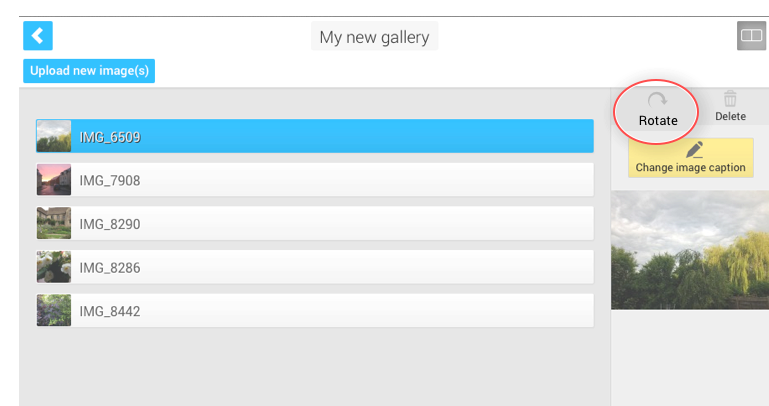 My new gallery
Upload new image(s)
Rotate
Delete
Change image caption
IMG_6509
IMG_7908
IMG_8290
IMG_8286
IMG_8442